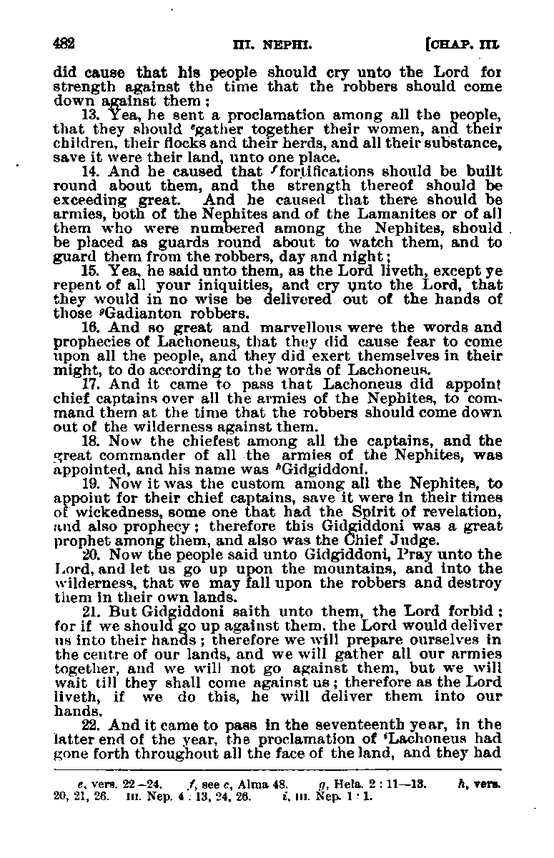 482 III. NEPHI. [CHAP. III.
did cause that his people should cry unto the Lord for
strength against the time that the robbers should come
down against them;
13. Yea, he sent a proclamation among all the people,
that they should ᵉgather together their women, and their
children, their flocks and their herds, and all their substance,
save it were their land, unto one place.
14. And he caused that ᶠfortifications should be built
round about them, and the strength thereof should be
exceeding great. And he caused that there should be
armies, both of the Nephites and of the Lamanites or of all
them who were numbered among the Nephites, should
be placed as guards round about to watch them, and to
guard them from the robbers, day and night;
15. Yea, he said unto them, as the Lord liveth, except ye
repent of all your iniquities, and cry unto the Lord, that
they would in no wise be delivered out of the hands of
those ᵍGadianton robbers.
16. And so great and marvellous were the words and
prophecies of Lachoneus, that they did cause fear to come
upon all the people, and they did exert themselves in their
might, to do according to the words of Lachoneus.
17. And it came to pass that Lachoneus did appoint
chief captains over all the armies of the Nephites, to com-
mand them at the time that the robbers should come down
out of the wilderness against them.
18. Now the chiefest among all the captains, and the
great commander of all the armies of the Nephites, was
appointed, and his name was ʰGidgiddoni.
19. Now it was the custom among all the Nephites, to
appoint for their chief captains, save it were in their times
of wickedness, some one that had the Spirit of revelation,
and also prophecy; therefore this Gidgiddoni was a great
prophet among them, and also was the Chief Judge.
20. Now the people said unto Gidgiddoni, Pray unto the
Lord, and let us go up upon the mountains, and into the
wilderness, that we may fall upon the robbers and destroy
them in their own lands.
21. But Gidgiddoni saith unto them, the Lord forbid;
for if we should go up against them, the Lord would deliver
us into their hands; therefore we will prepare ourselves in
the centre of our lands, and we will gather all our armies
together, and we will not go against them, but we will
wait till they shall come against us; therefore as the Lord
liveth, if we do this, he will deliver them into our
hands.
22. And it came to pass in the seventeenth year, in the
latter end of the year, the proclamation of ⁱLachoneus had
gone forth throughout all the face of the land, and they had
e, vers. 22—24. f, see c, Alma 48. g, Hela. 2 : 11—13. h, vers.
20, 21, 26. III. Nep. 4 : 13, 24, 26. i, III. Nep. 1 : 1.